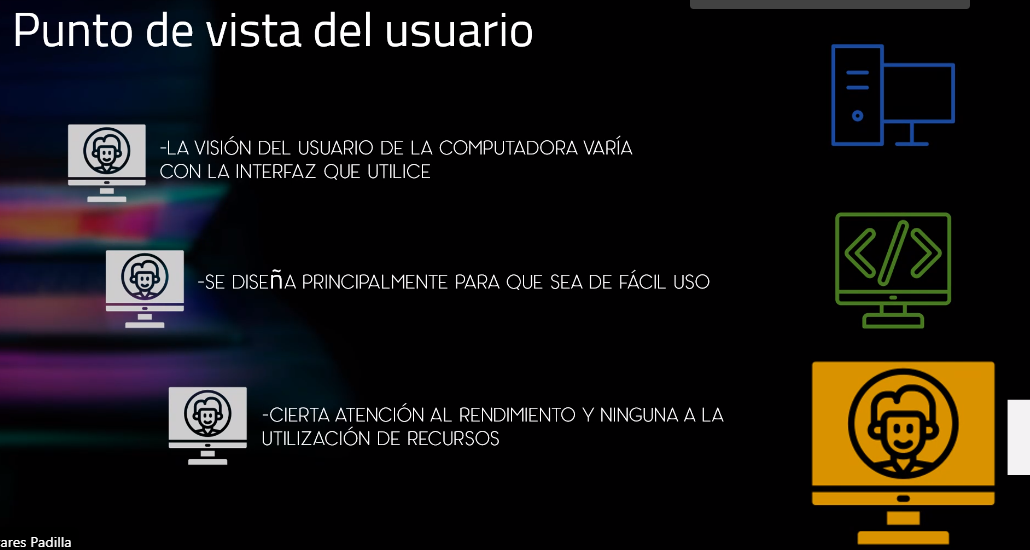 Punto de vista del usuario
-LA VISIÓN DEL USUARIO DE LA COMPUTADORA VARÍA
CON LA INTERFAZ QUE UTILICE
-SE DISEñA PRINCIPALMENTE PARA QUE SEA DE FÁCIL USO
</>
-CIERTA ATENCIÓN AL RENDIMIENTO Y NINGUNA A LA
UTILIZACIÓN DE RECURSOS
ares Padilla